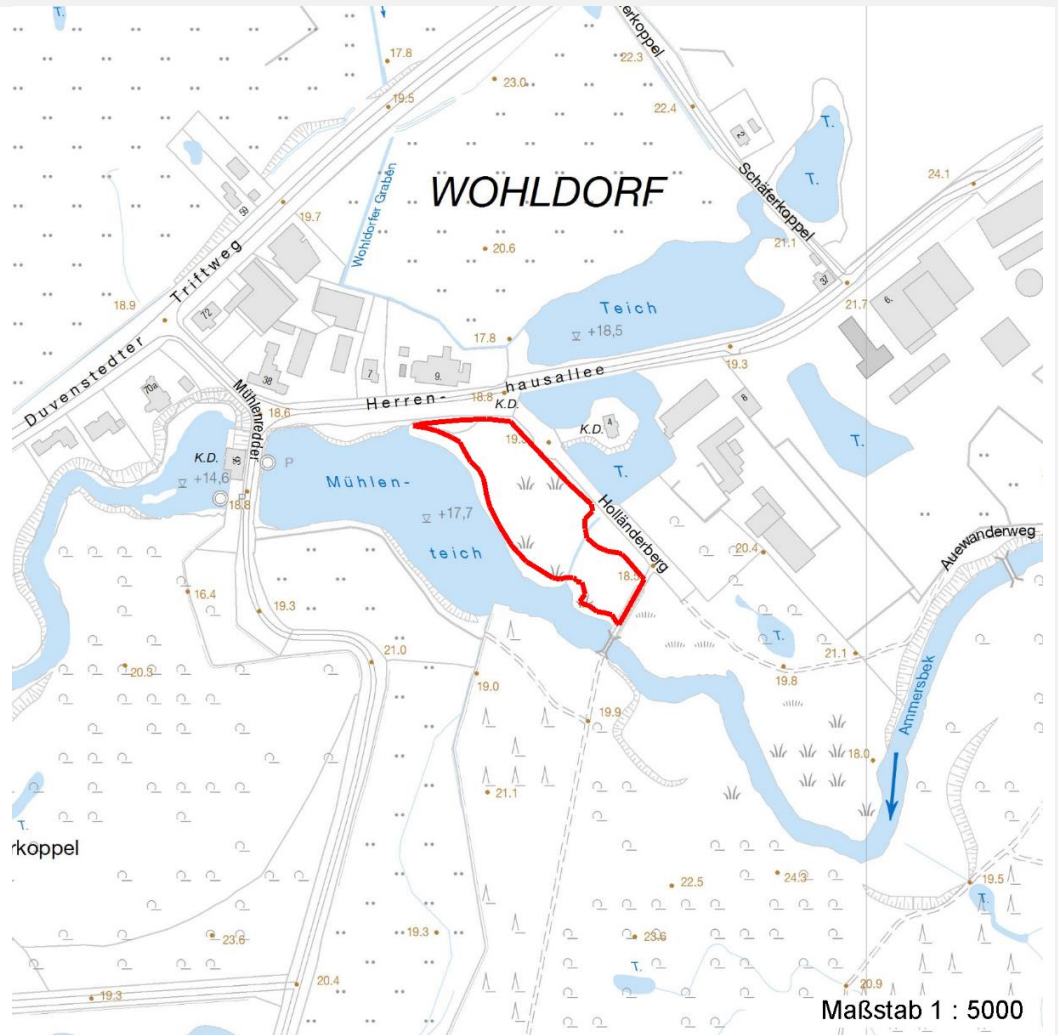 T.
17.8
19.5
23.0
Schäferkoppel
22.3
22.4
2
T.
T.
24.1
WOHLDORF
59
19.7
Wohldorfer Graben
20.6
Schäferkoppel
21.1
37
21.7
6.
Duvenstedter Triftweg
18.9
72
Teich
+18,5
17.8
19.3
70a
38
7
9.
Herren-
hausallee
18.8
K.D.
18.6
Mühlenredder
K.D.
35
P
+14,6
P
18.8
K.D.
4
8
T.
T.
Mühlen-
+17,7
teich
Holländerberg
18.5
20.4
Auewanderweg
16.4
19.3
20.3
21.0
19.0
19.9
T.
19.8
21.1
Ammersbek
18.0
21.1
T.
rkoppel
22.5
24.3
19.5
T.
23.6
19.3
23.6
T.
20.4
19.3
20.9
Maßstab 1 : 5000